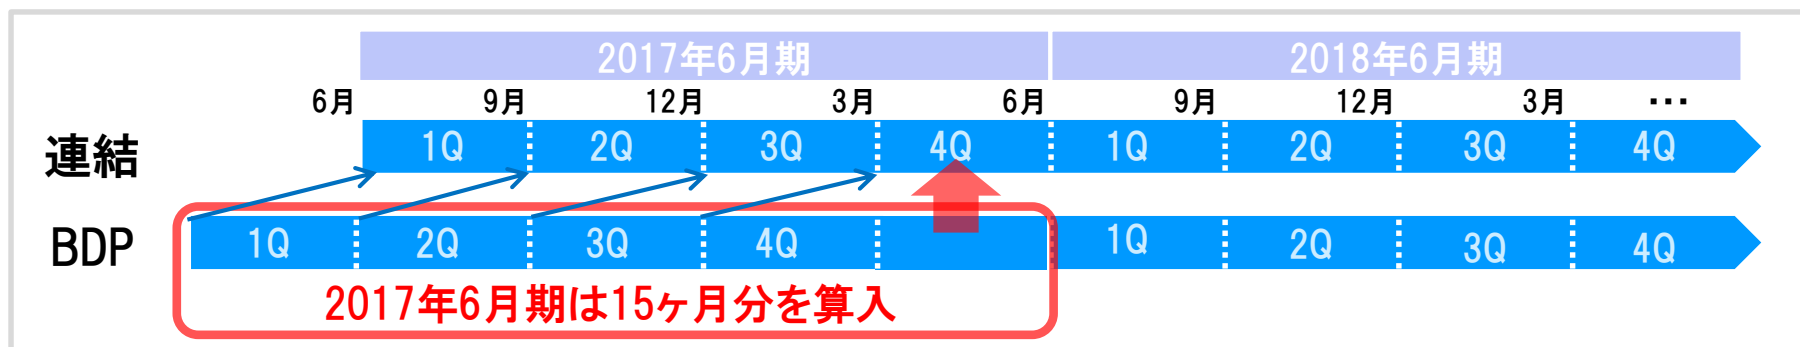 2017年6月期 2018年6月期
6月 9月 12月 3月 6月 9月 12月 3月 ･･･
連結 1Q 2Q 3Q 4Q 1Q 2Q 3Q 4Q
BDP 1Q 2Q 3Q 4Q 1Q 2Q 3Q 4Q
2017年6月期は15ヶ月分を算入